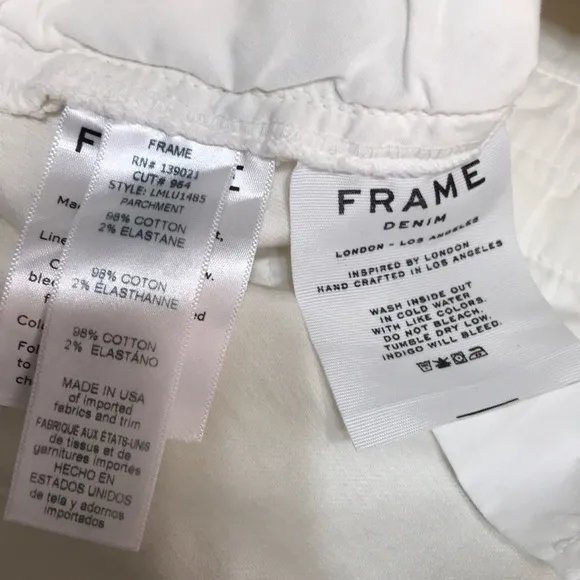 FRAME
RN# 139021
CUT# 964
STYLE: LMLU1485
PARCHMENT
98% COTTON
2% ELASTANE
98% COTON
2% ÉLASTHANNE
98% COTTON
2% ELASTÁNO
MADE IN USA
of imported
fabrics and trim
FABRIQUÉ AUX ÉTATS-UNIS
de tissus et de
garnitures importés
HECHO EN
ESTADOS UNIDOS
de tela y adornos
importados
FRAME
DENIM
LONDON - LOS ANGELES
INSPIRED BY LONDON
HAND CRAFTED IN LOS ANGELES
WASH INSIDE OUT
IN COLD WATER
WITH LIKE COLORS.
DO NOT BLEACH.
TUMBLE DRY LOW.
INDIGO WILL BLEED.